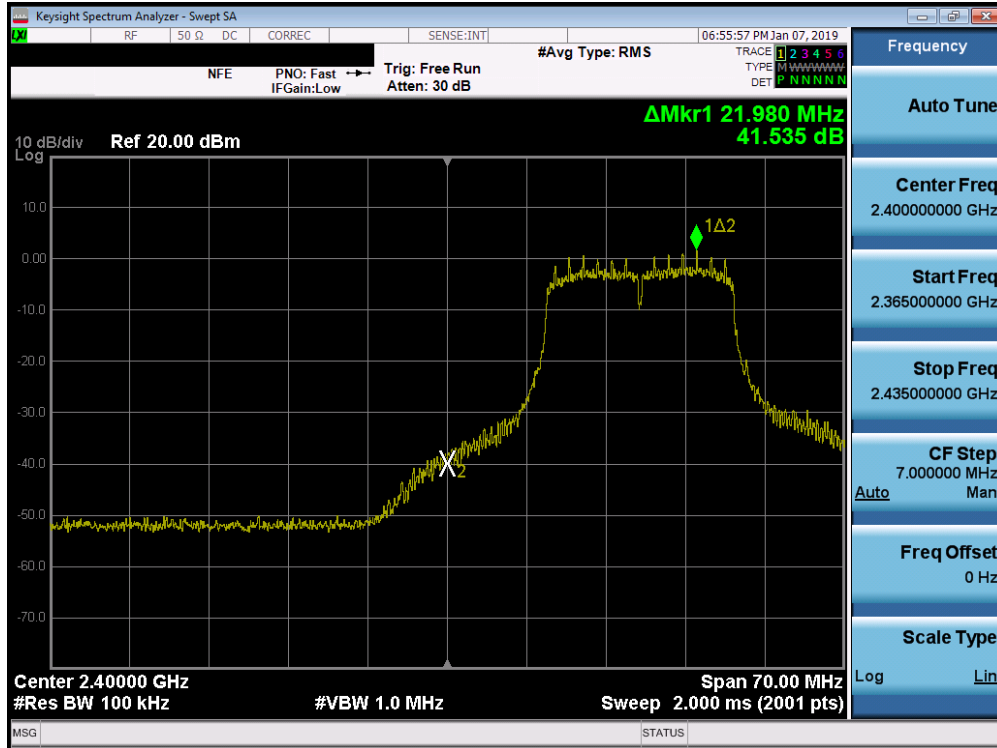 Keysight Spectrum Analyzer - Swept SA
LXI RF 50 Ω DC CORREC SENSE:INT 06:55:57 PM Jan 07, 2019
#Avg Type: RMS TRACE 1 2 3 4 5 6
NFE PNO: Fast Trig: Free Run TYPE M WWWWW
IFGain:Low Atten: 30 dB DET P N N N N N
ΔMkr1 21.980 MHz
41.535 dB
10 dB/div Ref 20.00 dBm
Log
10.0
1Δ2
0.00
-10.0
-20.0
-30.0
-40.0
2
-50.0
-60.0
-70.0
Center 2.40000 GHz Span 70.00 MHz
#Res BW 100 kHz #VBW 1.0 MHz Sweep 2.000 ms (2001 pts)
MSG STATUS
Frequency
Auto Tune
Center Freq
2.400000000 GHz
Start Freq
2.365000000 GHz
Stop Freq
2.435000000 GHz
CF Step
7.000000 MHz
Auto Man
Freq Offset
0 Hz
Scale Type
Log Lin